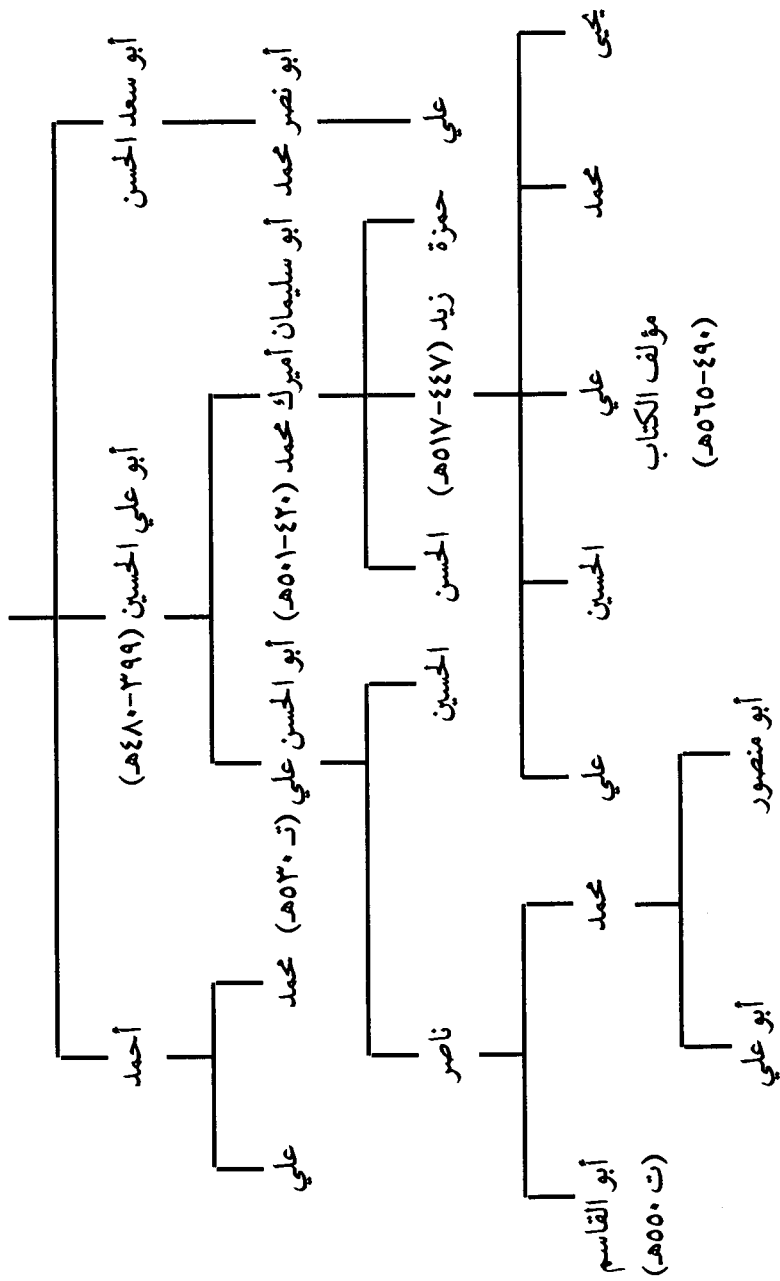 أبو سعد الحسن
أبو علي الحسين (٣٩٩-٤٨٠هـ)
أحمد
أبو نصر محمد
أبو سليمان أميرك محمد (٤٢٠-٥٠١هـ)
أبو الحسن علي (تـ ٥٣٠هـ)
محمد
علي
علي
حمزة
زيد (٤٤٧-٥١٧هـ)
الحسن
الحسين
ناصر
يحيى
محمد
علي
مؤلف الكتاب
(٤٩٠-٥٦٥هـ)
الحسين
علي
محمد
أبو القاسم
(ت ٥٥٠هـ)
أبو منصور
أبو علي